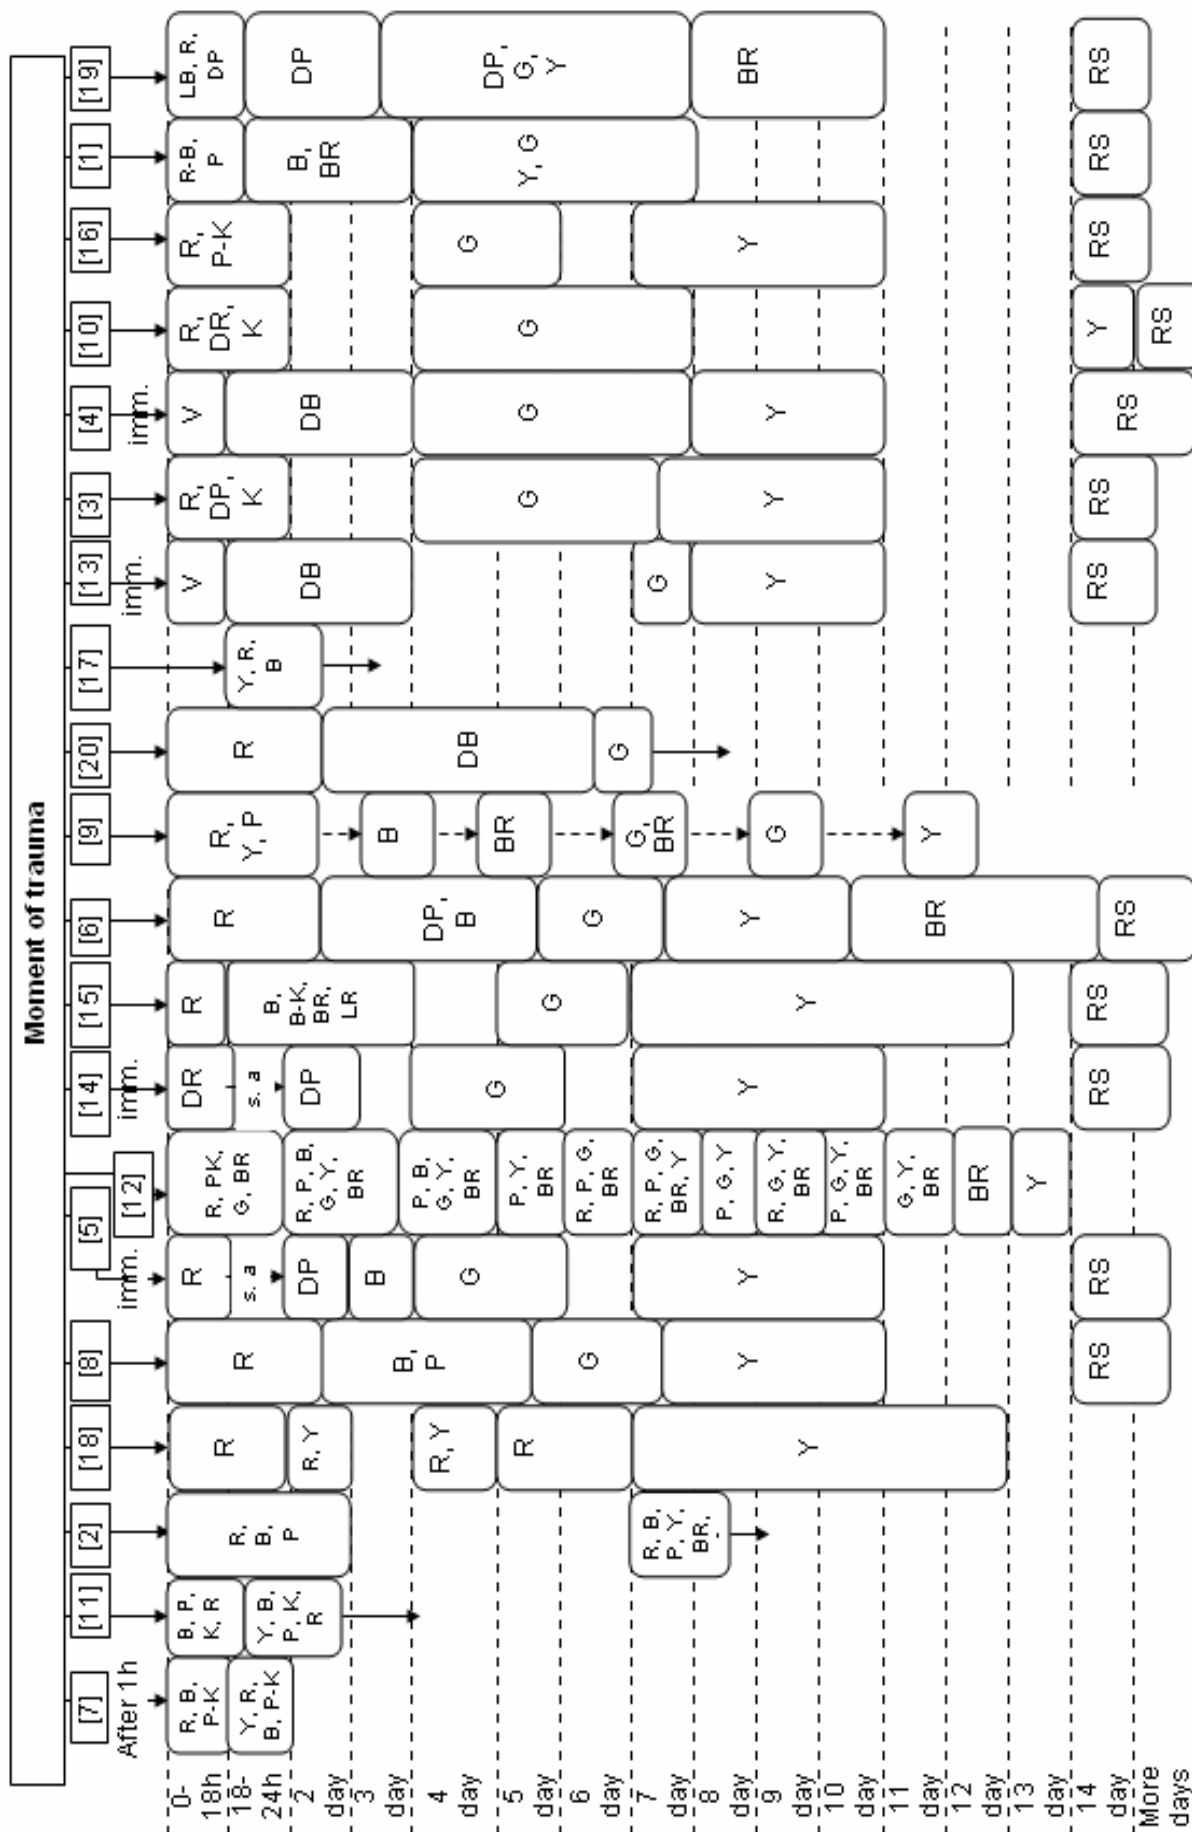 Moment of trauma
[7]
After 1h
R, B,
P-K
Y, R,
B, P-K
[11]
B, P,
K, R
Y, B,
P, K,
R
[2]
R,
B,
P
R, B,
P, Y,
BR,
[18]
R
R, Y
R, Y
R
Y
[8]
R
B,
P
G
Y
RS
[5]
imm.
R
s. a
DP
B
G
Y
RS
[12]
R, PK,
G, BR
R, P, B,
G, Y,
BR
P, B,
G, Y,
BR
P, Y,
BR
R, P, G,
BR
R, P, G,
BR, Y
P, G, Y
R, G, Y,
BR
P, G, Y,
BR
G, Y,
BR
BR
Y
[14]
imm.
DR
s. a
DP
G
Y
RS
[15]
R
B,
B-K,
BR,
LR
G
Y
RS
[6]
R
DP,
B
G
Y
BR
RS
[9]
R,
Y, P
B
BR
G,
BR
G
Y
[20]
R
DB
G
[17]
Y, R,
B
[13]
imm.
V
DB
G
Y
RS
[3]
R,
DP,
K
G
Y
RS
[4]
imm.
V
DB
G
Y
RS
[10]
R,
DR,
K
G
Y
RS
[16]
R,
P-K
G
Y
RS
[1]
R-B,
P
B,
BR
Y, G
RS
[19]
LB, R,
DP
DP
DP,
G,
Y
BR
RS
0-
18h
18-
24h
2
day
3
day
4
day
5
day
6
day
7
day
8
day
9
day
10
day
11
day
12
day
13
day
14
day
More
days